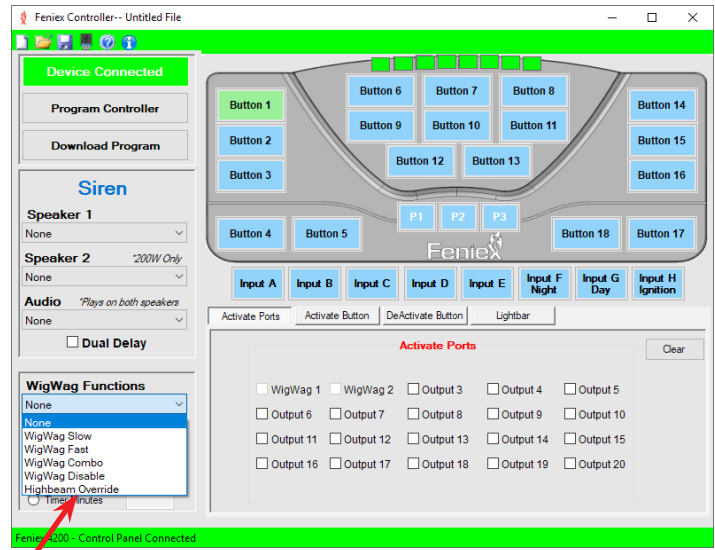 Feniex Controller-- Untitled File
Device Connected
Program Controller
Download Program
Siren
Speaker 1
None
Speaker 2 *200W Only
None
Audio *Plays on both speakers
None
Dual Delay
WigWag Functions
None
None
WigWag Slow
WigWag Fast
WigWag Combo
WigWag Disable
Highbeam Override
Timer Minutes
Button 1
Button 2
Button 3
Button 4 Button 5
Button 6 Button 7 Button 8
Button 9 Button 10 Button 11
Button 12 Button 13
P1 P2 P3
Feniex
Button 14
Button 15
Button 16
Button 18 Button 17
Input A Input B Input C Input D Input E Input F Night Input G Day Input H Ignition
Activate Ports Activate Button DeActivate Button Lightbar
Activate Ports
Clear
WigWag 1 WigWag 2 Output 3 Output 4 Output 5
Output 6 Output 7 Output 8 Output 9 Output 10
Output 11 Output 12 Output 13 Output 14 Output 15
Output 16 Output 17 Output 18 Output 19 Output 20
Feniex 4200 - Control Panel Connected